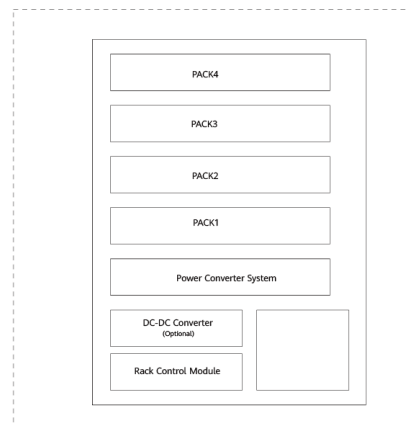 PACK4
PACK3
PACK2
PACK1
Power Converter System
DC-DC Converter
(Optional)
Rack Control Module